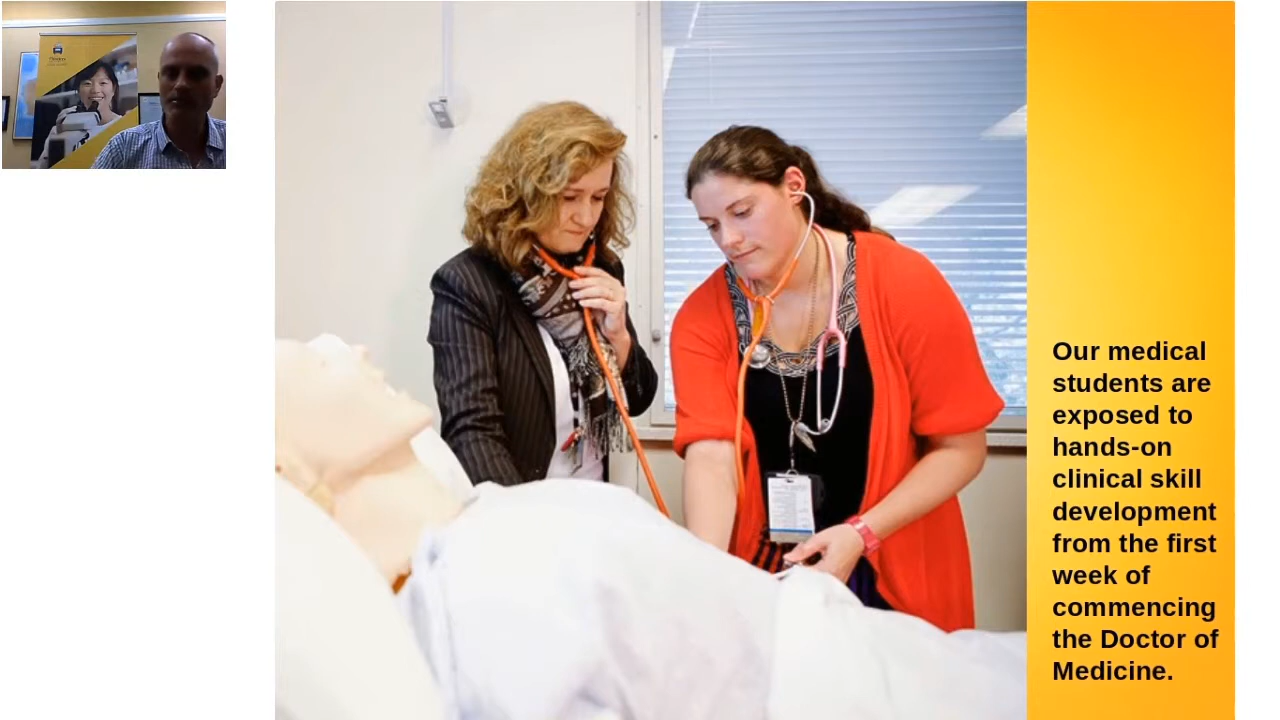 Our medical
students are
exposed to
hands-on
clinical skill
development
from the first
week of
commencing
the Doctor of
Medicine.